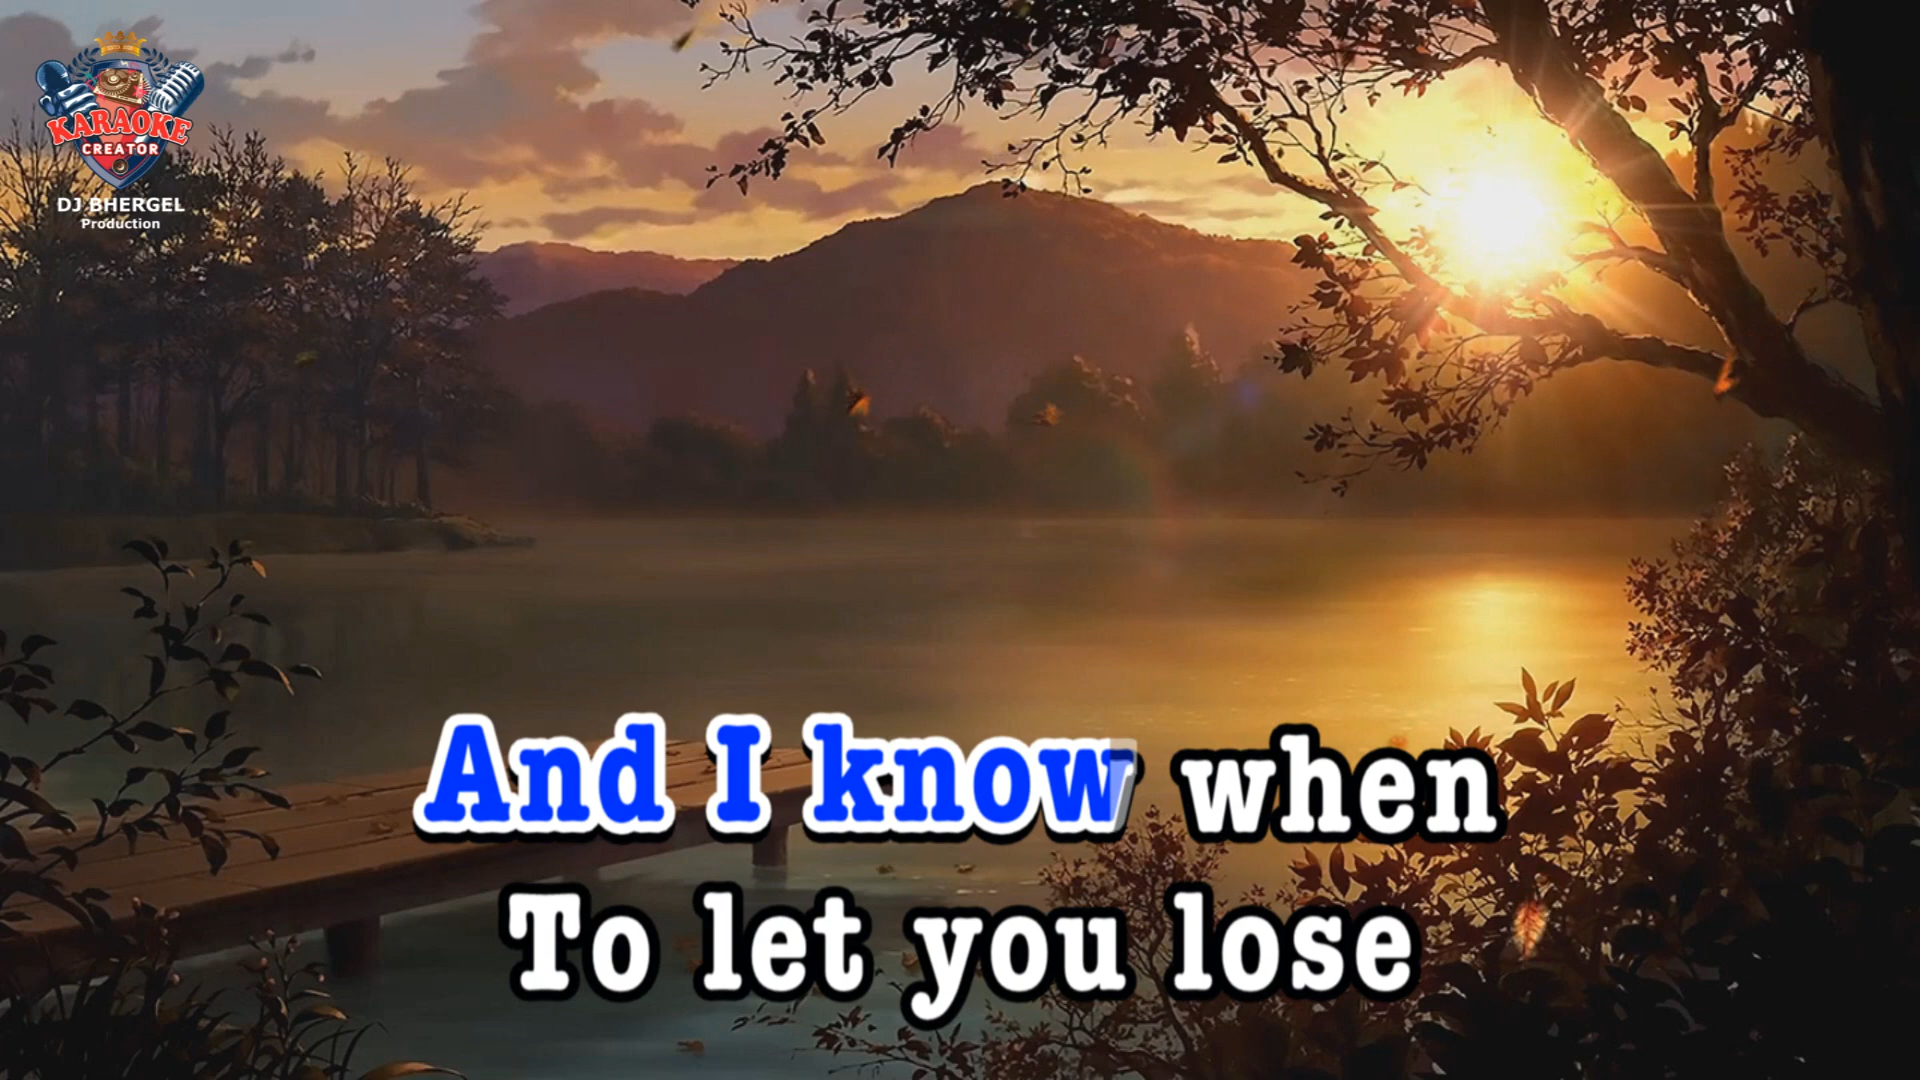 KARAOKE
CREATOR
DJ BHERGEL
Production
And I know when
To let you lose